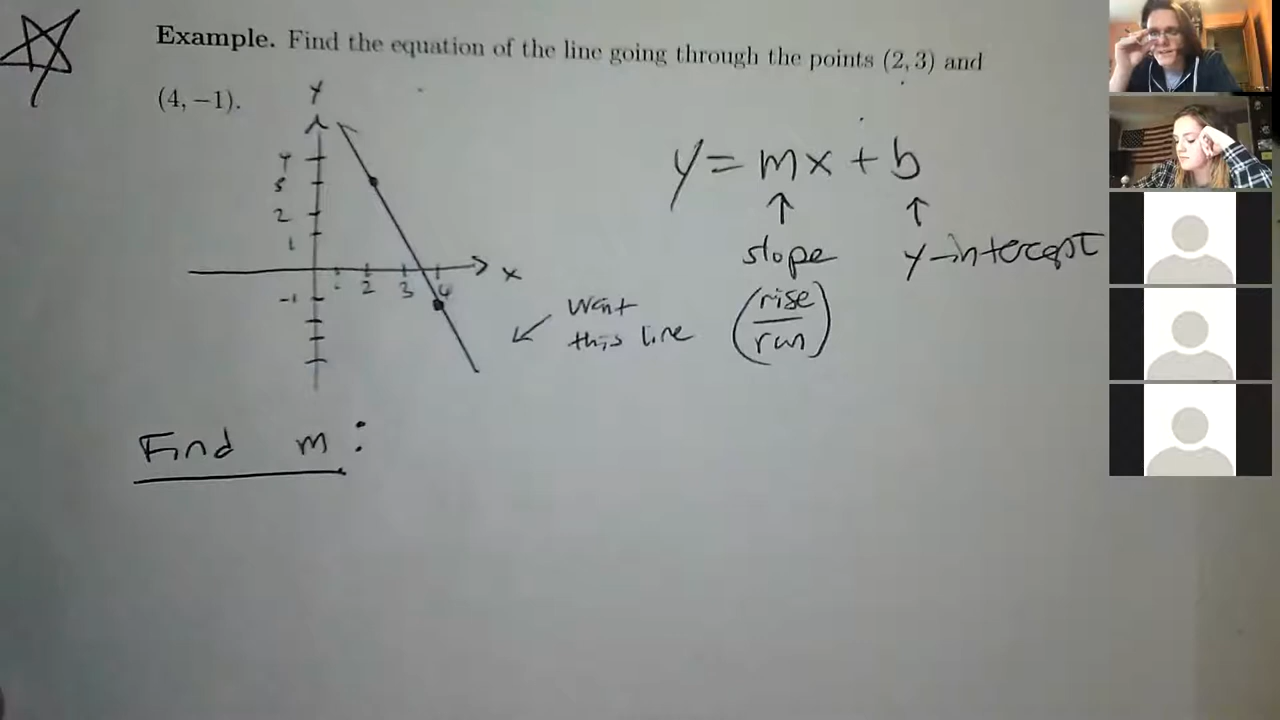 Example. Find the equation of the line going through the points (2, 3) and
(4, −1).
y
4
3
2
1
-1
1 2 3 4
x
want
this line
y = mx + b
↑ ↑
slope y-intercept
(rise/run)
Find m: